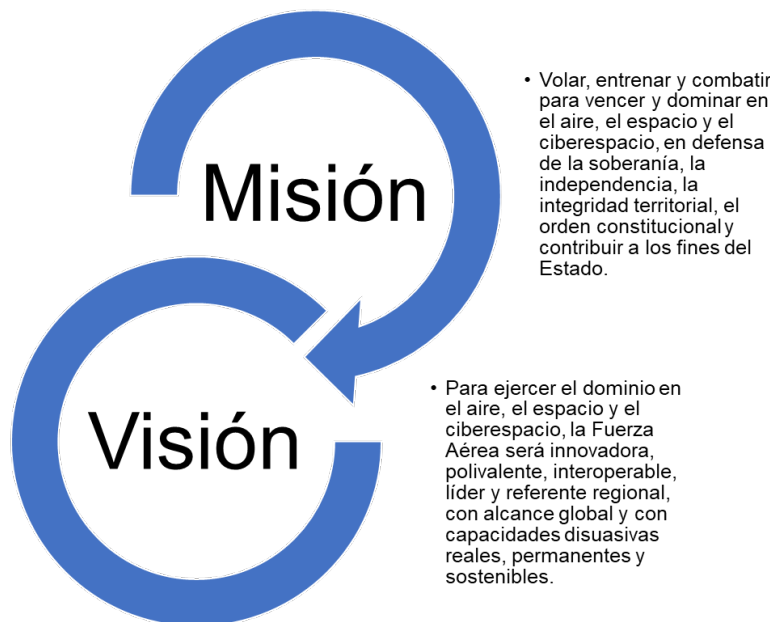 Misión
• Volar, entrenar y combatir
para vencer y dominar en
el aire, el espacio y el
ciberespacio, en defensa
de la soberanía, la
independencia, la
integridad territorial, el
orden constitucional y
contribuir a los fines del
Estado.
Visión
• Para ejercer el dominio en
el aire, el espacio y el
ciberespacio, la Fuerza
Aérea será innovadora,
polivalente, interoperable,
líder y referente regional,
con alcance global y con
capacidades disuasivas
reales, permanentes y
sostenibles.